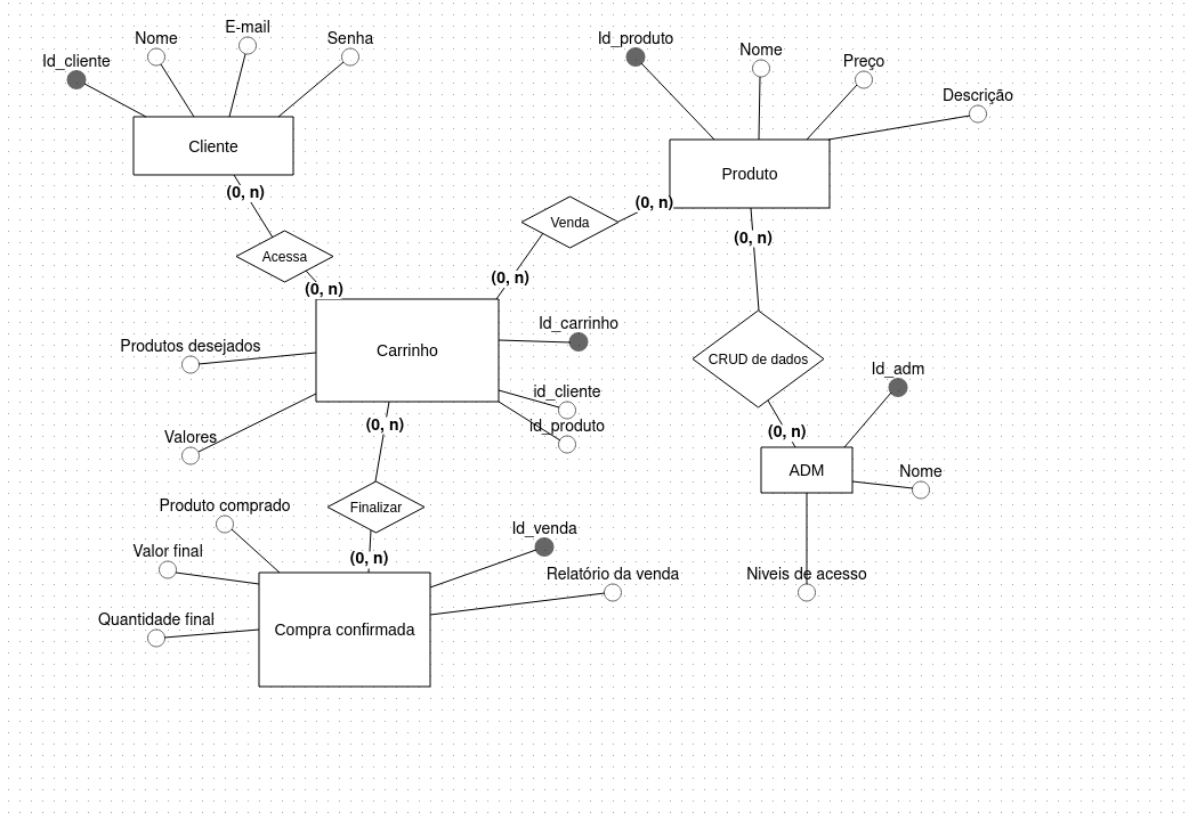 E-mail
Nome
Senha
Id_cliente
Cliente
(0, n)
Acessa
(0, n)
Id_produto
Nome
Preço
Descrição
Produto
(0, n)
Venda
(0, n)
(0, n)
Carrinho
Produtos desejados
Valores
Id_carrinho
id_cliente
id_produto
(0, n)
CRUD de dados
(0, n)
Id_adm
ADM
Nome
Niveis de acesso
Finalizar
(0, n)
Produto comprado
Valor final
Quantidade final
Id_venda
Relatório da venda
Compra confirmada